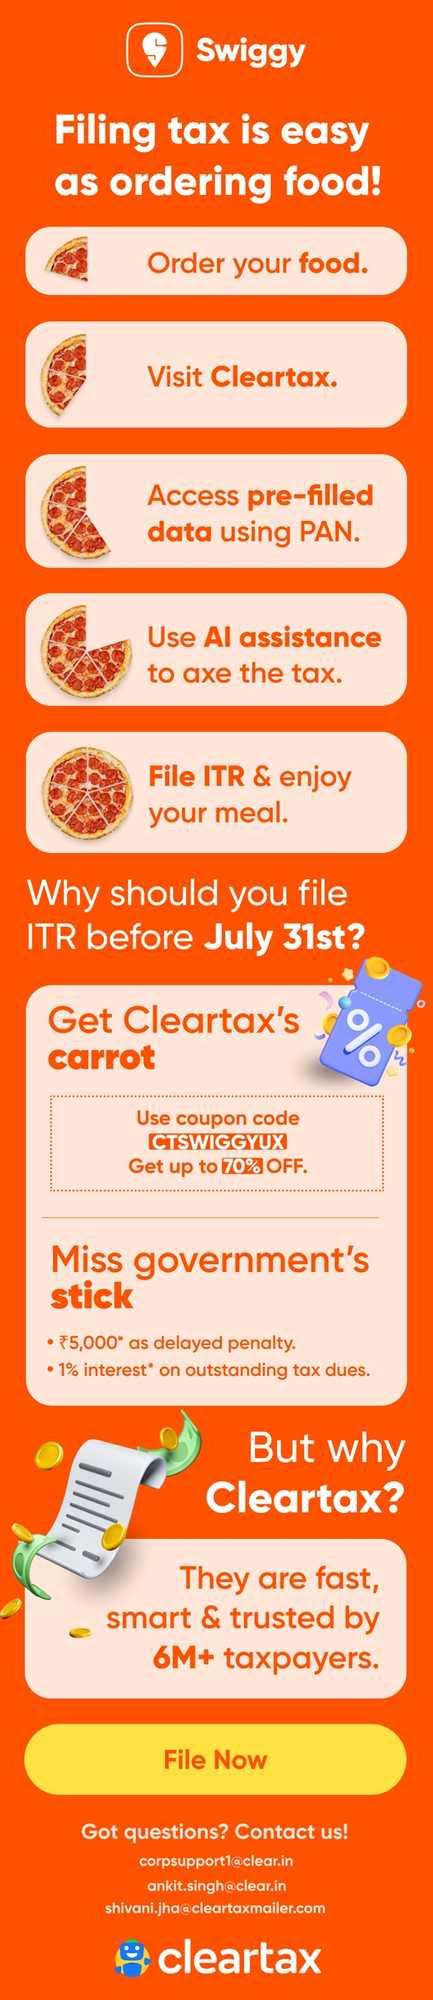 Swiggy
Filing tax is easy
as ordering food!
Order your food.
Visit Cleartax.
Access pre-filled
data using PAN.
Use AI assistance
to axe the tax.
File ITR & enjoy
your meal.
Why should you file
ITR before July 31st?
Get Cleartax's
carrot
%
Use coupon code
CTSWIGGYUX
Get up to 70% OFF.
Miss government's
stick
• ₹5,000* as delayed penalty.
• 1% interest* on outstanding tax dues.
But why
Cleartax?
They are fast,
smart & trusted by
6M+ taxpayers.
File Now
Got questions? Contact us!
corpsupport1@clear.in
ankit.singh@clear.in
shivani.jha@cleartaxmailer.com
cleartax